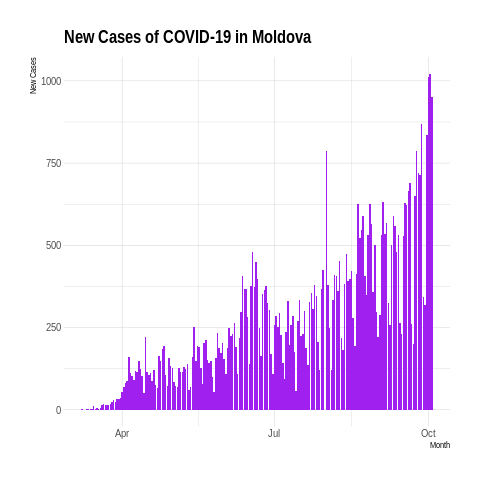 New Cases of COVID-19 in Moldova
New Cases
1000
750
500
250
0
Apr
Jul
Oct
Month